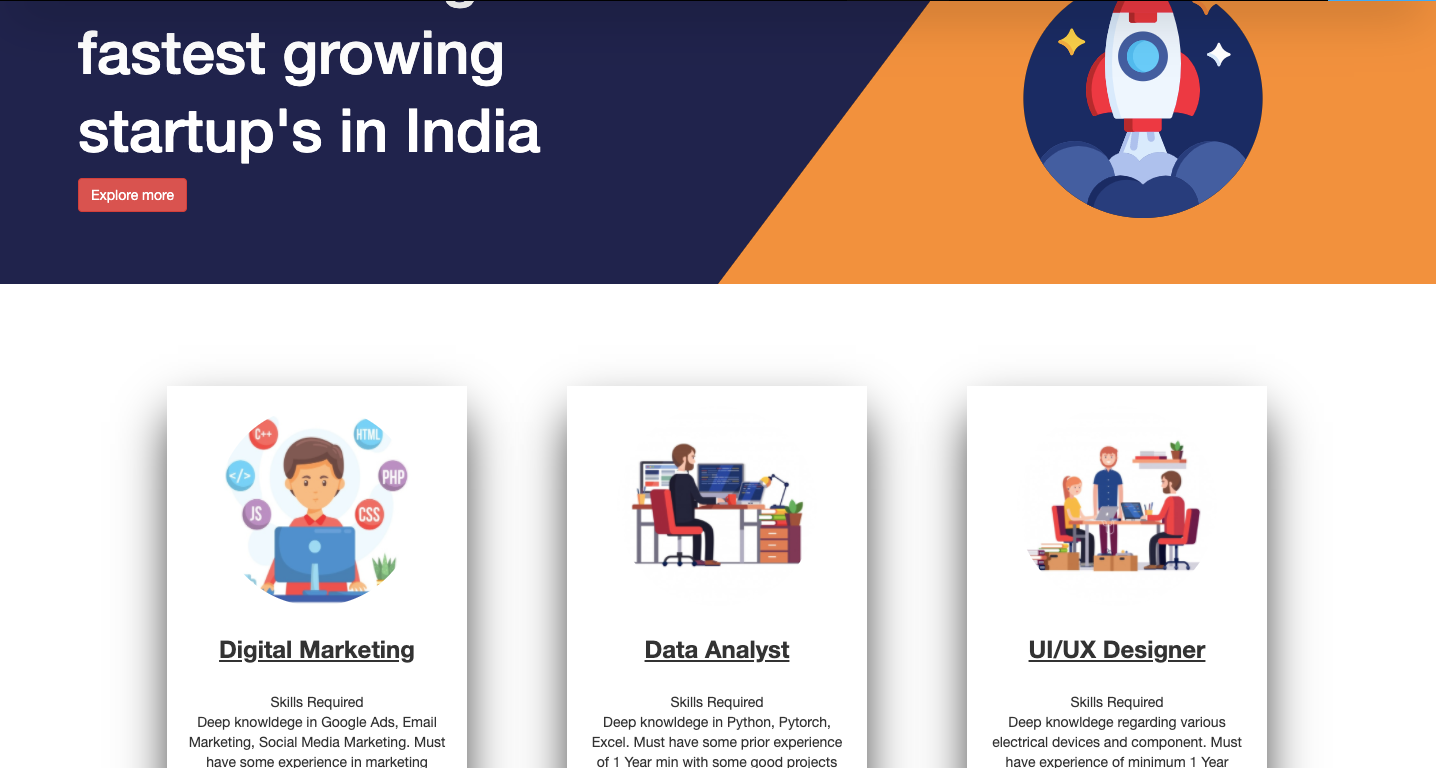 fastest growing
startup's in India
Explore more
C++
HTML
</>
PHP
JS
CSS
Digital Marketing
Skills Required
Deep knowldege in Google Ads, Email
Marketing, Social Media Marketing. Must
have some experience in marketing
Data Analyst
Skills Required
Deep knowldege in Python, Pytorch,
Excel. Must have some prior experience
of 1 Year min with some good projects
UI/UX Designer
Skills Required
Deep knowldege regarding various
electrical devices and component. Must
have experience of minimum 1 Year